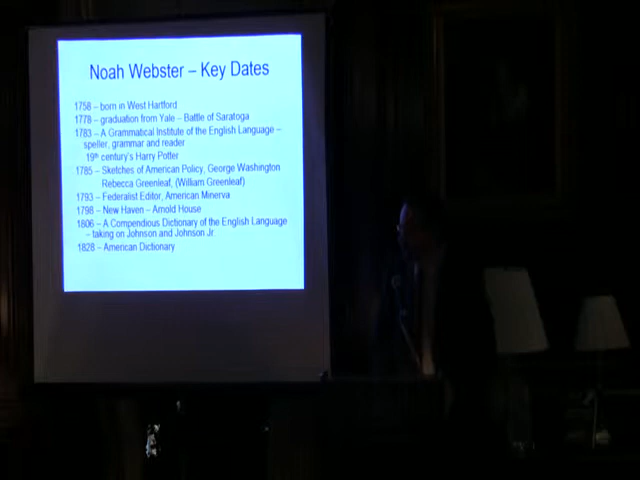 Noah Webster – Key Dates
1758 – born in West Hartford
1778 – graduation from Yale – Battle of Saratoga
1783 – A Grammatical Institute of the English Language –
speller, grammar and reader
19th century's Harry Potter
1785 – Sketches of American Policy, George Washington
Rebecca Greenleaf, (William Greenleaf)
1793 – Federalist Editor, American Minerva
1798 – New Haven – Arnold House
1806 – A Compendious Dictionary of the English Language
– taking on Johnson and Johnson Jr
1828 – American Dictionary